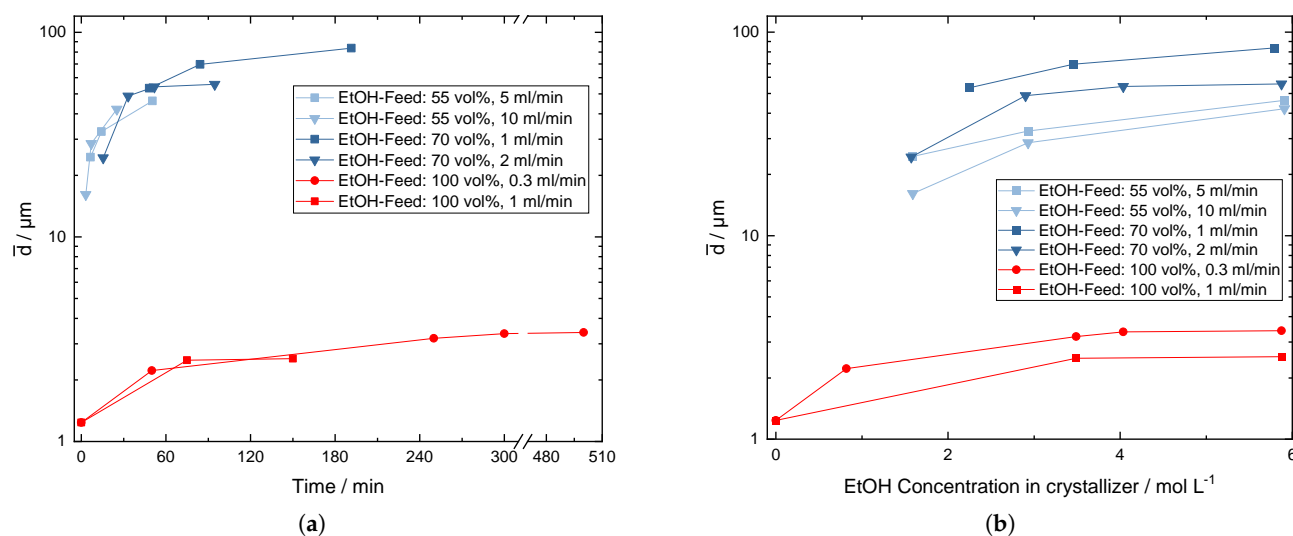 100
10
1
d̅ / µm
EtOH-Feed: 55 vol%, 5 ml/min
EtOH-Feed: 55 vol%, 10 ml/min
EtOH-Feed: 70 vol%, 1 ml/min
EtOH-Feed: 70 vol%, 2 ml/min
EtOH-Feed: 100 vol%, 0.3 ml/min
EtOH-Feed: 100 vol%, 1 ml/min
0 60 120 180 240 300 480 510
Time / min
(a)
100
10
1
d̅ / µm
EtOH-Feed: 55 vol%, 5 ml/min
EtOH-Feed: 55 vol%, 10 ml/min
EtOH-Feed: 70 vol%, 1 ml/min
EtOH-Feed: 70 vol%, 2 ml/min
EtOH-Feed: 100 vol%, 0.3 ml/min
EtOH-Feed: 100 vol%, 1 ml/min
0 2 4 6
EtOH Concentration in crystallizer / mol L⁻¹
(b)